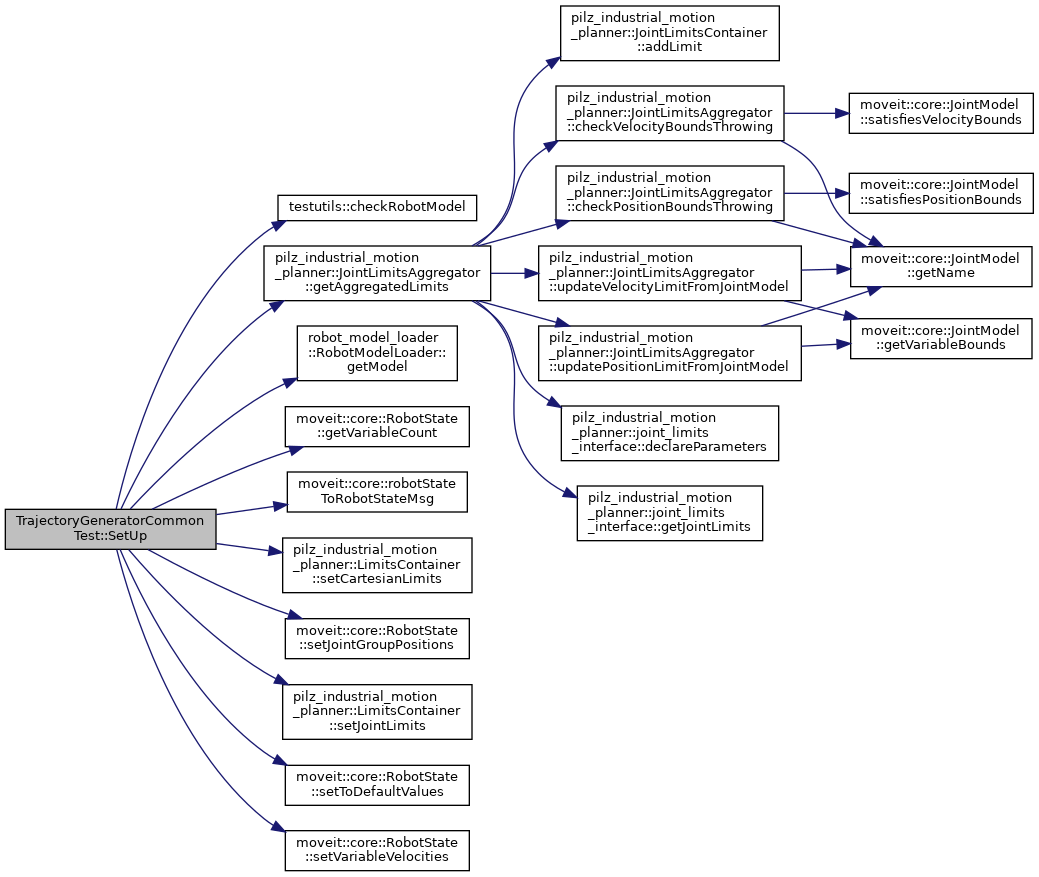 TrajectoryGeneratorCommon
Test::SetUp
testutils::checkRobotModel
pilz_industrial_motion
_planner::JointLimitsAggregator
::getAggregatedLimits
robot_model_loader
::RobotModelLoader::
getModel
moveit::core::RobotState
::getVariableCount
moveit::core::robotState
ToRobotStateMsg
pilz_industrial_motion
_planner::LimitsContainer
::setCartesianLimits
moveit::core::RobotState
::setJointGroupPositions
pilz_industrial_motion
_planner::LimitsContainer
::setJointLimits
moveit::core::RobotState
::setToDefaultValues
moveit::core::RobotState
::setVariableVelocities
pilz_industrial_motion
_planner::JointLimitsContainer
::addLimit
pilz_industrial_motion
_planner::JointLimitsAggregator
::checkVelocityBoundsThrowing
pilz_industrial_motion
_planner::JointLimitsAggregator
::checkPositionBoundsThrowing
pilz_industrial_motion
_planner::JointLimitsAggregator
::updateVelocityLimitFromJointModel
pilz_industrial_motion
_planner::JointLimitsAggregator
::updatePositionLimitFromJointModel
pilz_industrial_motion
_planner::joint_limits
_interface::declareParameters
pilz_industrial_motion
_planner::joint_limits
_interface::getJointLimits
moveit::core::JointModel
::satisfiesVelocityBounds
moveit::core::JointModel
::satisfiesPositionBounds
moveit::core::JointModel
::getName
moveit::core::JointModel
::getVariableBounds